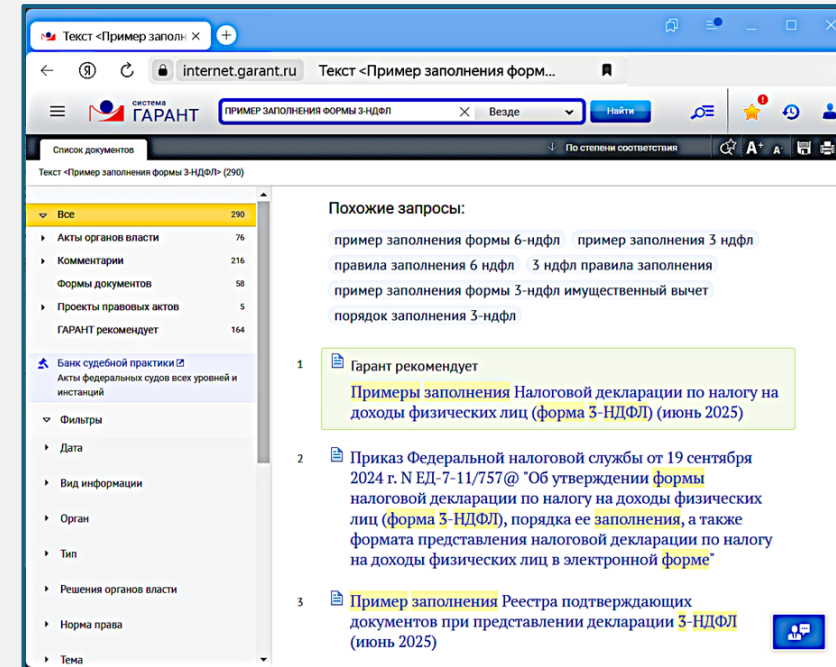 Текст <Пример заполн
internet.garant.ru Текст <Пример заполнения форм...
система
ГАРАНТ
ПРИМЕР ЗАПОЛНЕНИЯ ФОРМЫ 3-НДФЛ
Везде
Найти
Список документов
По степени соответствия
A+ A-
Текст <Пример заполнения формы 3-НДФЛ> (290)
Все 290
Акты органов власти 76
Комментарии 216
Формы документов 58
Проекты правовых актов 5
ГАРАНТ рекомендует 164
Банк судебной практики
Акты федеральных судов всех уровней и
инстанций
Фильтры
Дата
Вид информации
Орган
Тип
Решения органов власти
Норма права
Тема
Похожие запросы:
пример заполнения формы 6-ндфл пример заполнения 3 ндфл
правила заполнения 6 ндфл 3 ндфл правила заполнения
пример заполнения формы 3-ндфл имущественный вычет
порядок заполнения 3-ндфл
1 Гарант рекомендует
Примеры заполнения Налоговой декларации по налогу на
доходы физических лиц (форма 3-НДФЛ) (июнь 2025)
2 Приказ Федеральной налоговой службы от 19 сентября
2024 г. N ЕД-7-11/757@ "Об утверждении формы
налоговой декларации по налогу на доходы физических
лиц (форма 3-НДФЛ), порядка ее заполнения, а также
формата представления налоговой декларации по налогу
на доходы физических лиц в электронной форме"
3 Пример заполнения Реестра подтверждающих
документов при представлении декларации 3-НДФЛ
(июнь 2025)